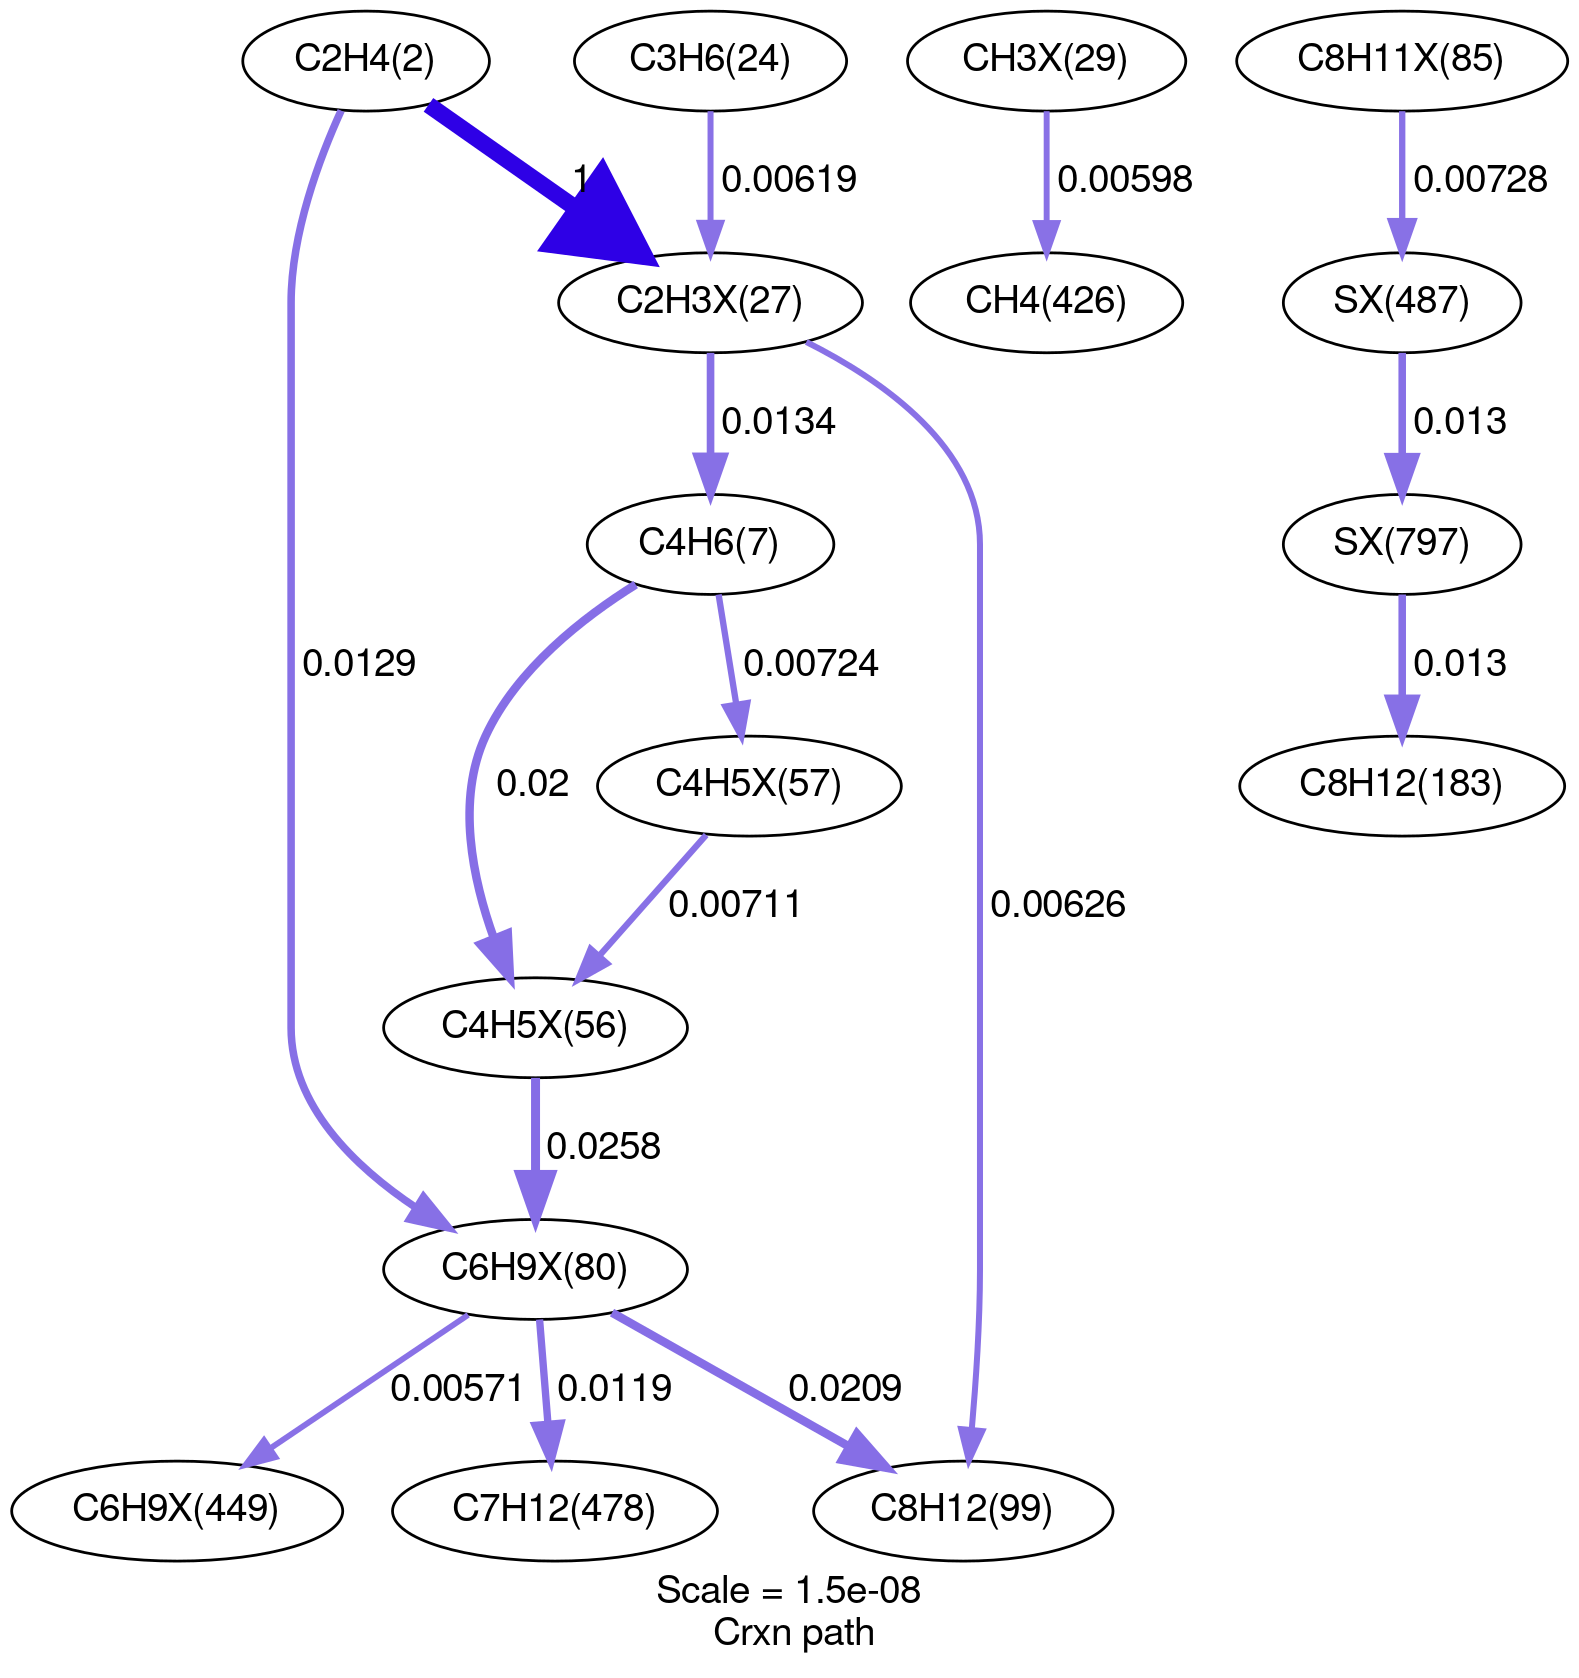 C2H4(2)
C3H6(24)
CH3X(29)
C8H11X(85)
1
0.00619
0.00598
0.00728
C2H3X(27)
CH4(426)
SX(487)
0.0134
0.013
C4H6(7)
SX(797)
0.0129
0.00724
0.013
0.02
C4H5X(57)
C8H12(183)
0.00711
0.00626
C4H5X(56)
0.0258
C6H9X(80)
0.00571
0.0119
0.0209
C6H9X(449)
C7H12(478)
C8H12(99)
Scale = 1.5e-08
Crxn path